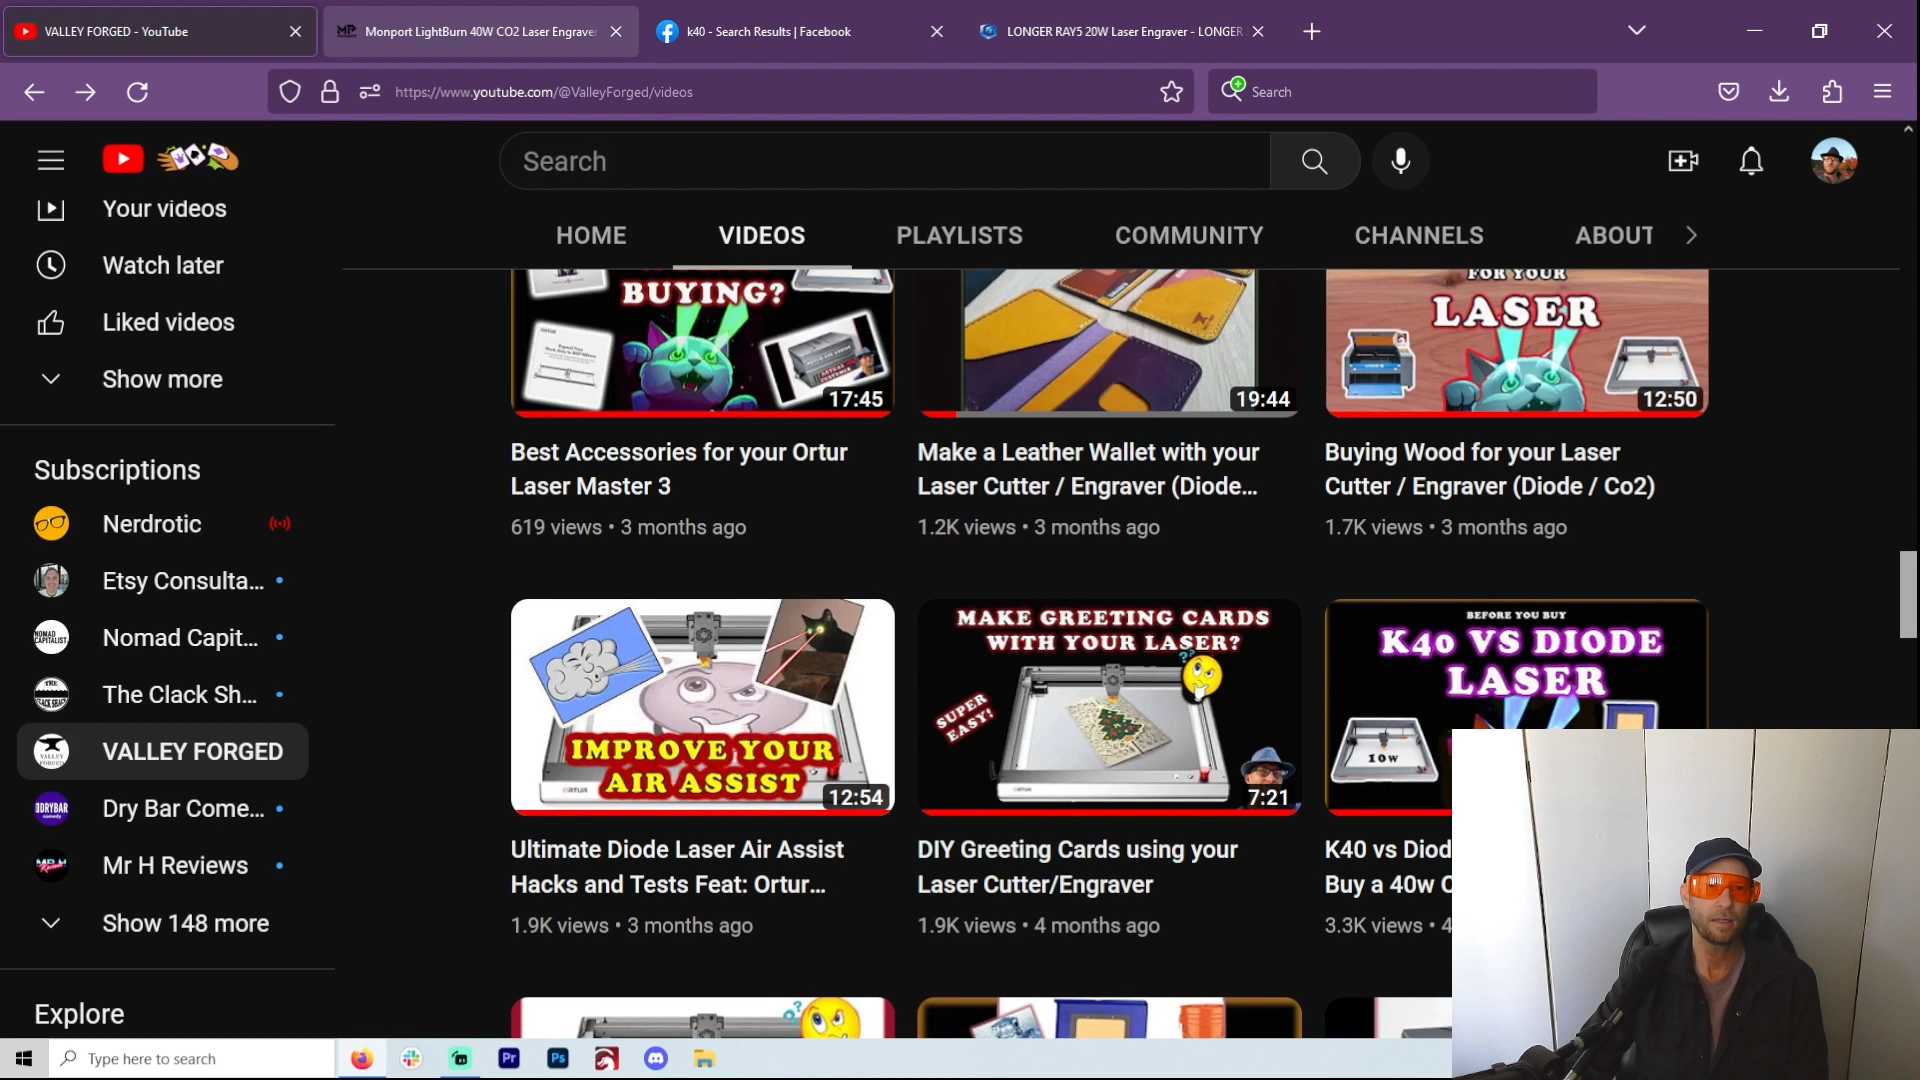 VALLEY FORGED - YouTube
Monport LightBurn 40W CO2 Laser Engraver
k40 - Search Results | Facebook
LONGER RAY5 20W Laser Engraver - LONGER
https://www.youtube.com/@ValleyForged/videos
Search
Search
Your videos
Watch later
Liked videos
Show more
Subscriptions
Nerdrotic
Etsy Consulta...
Nomad Capit...
The Clack Sh...
VALLEY FORGED
Dry Bar Come...
Mr H Reviews
Show 148 more
Explore
HOME
VIDEOS
PLAYLISTS
COMMUNITY
CHANNELS
ABOUT
BUYING?
17:45
Best Accessories for your Ortur
Laser Master 3
619 views • 3 months ago
19:44
Make a Leather Wallet with your
Laser Cutter / Engraver (Diode...
1.2K views • 3 months ago
FOR YOUR
LASER
12:50
Buying Wood for your Laser
Cutter / Engraver (Diode / Co2)
1.7K views • 3 months ago
IMPROVE YOUR
AIR ASSIST
ORTUR
12:54
Ultimate Diode Laser Air Assist
Hacks and Tests Feat: Ortur...
1.9K views • 3 months ago
MAKE GREETING CARDS
WITH YOUR LASER?
SUPER
EASY!
7:21
DIY Greeting Cards using your
Laser Cutter/Engraver
1.9K views • 4 months ago
BEFORE YOU BUY
K40 VS DIODE
LASER
10W
K40 vs Diod
Buy a 40w C
3.3K views • 4
Type here to search
Pr
Ps